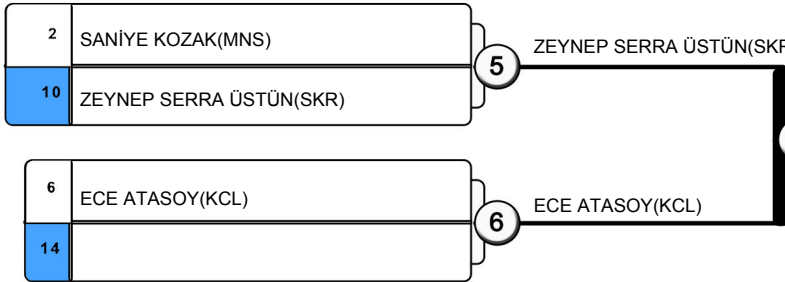 2 SANİYE KOZAK(MNS)
10 ZEYNEP SERRA ÜSTÜN(SKR)
5 ZEYNEP SERRA ÜSTÜN(SK
6 ECE ATASOY(KCL)
14
6 ECE ATASOY(KCL)